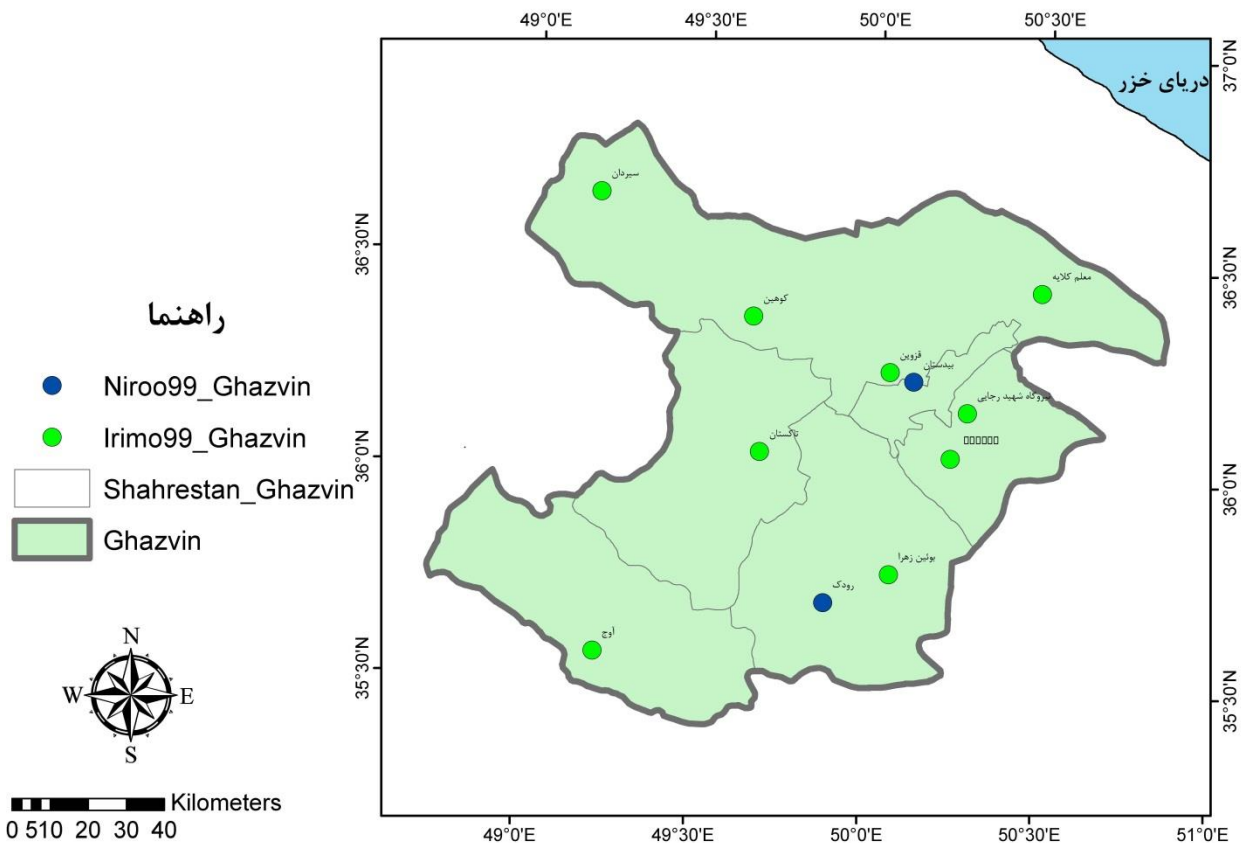 49°0'E 49°30'E 50°0'E 50°30'E
37°0'N
دریای خزر
سیردان
36°30'N
36°30'N
معلم کلایه
کوهین
راهنما
قزوین
بیدستان
Niroo99_Ghazvin
نیروگاه شهید رجایی
Irimo99_Ghazvin
تاکستان
36°0'N
36°0'N
Shahrestan_Ghazvin
Ghazvin
بوئین زهرا
رودک
آوج
N
W E
S
35°30'N
35°30'N
Kilometers
0 5 10 20 30 40
49°0'E 49°30'E 50°0'E 50°30'E 51°0'E